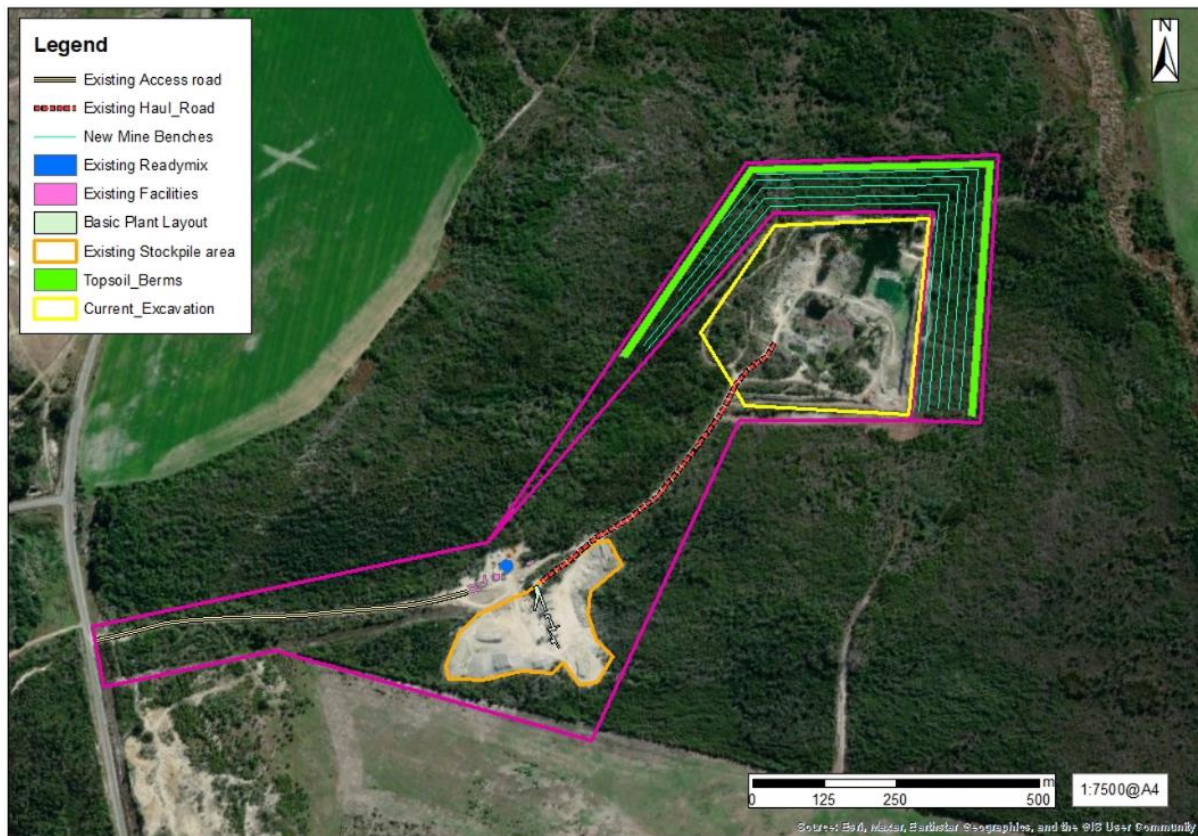 Legend
Existing Access road
Existing Haul_Road
New Mine Benches
Existing Readymix
Existing Facilities
Basic Plant Layout
Existing Stockpile area
Topsoil_Berms
Current_Excavation
N
m
0 125 250 500
1:7500@A4
Source: Esri, Maxar, Earthstar Geographics, and the GIS User Community